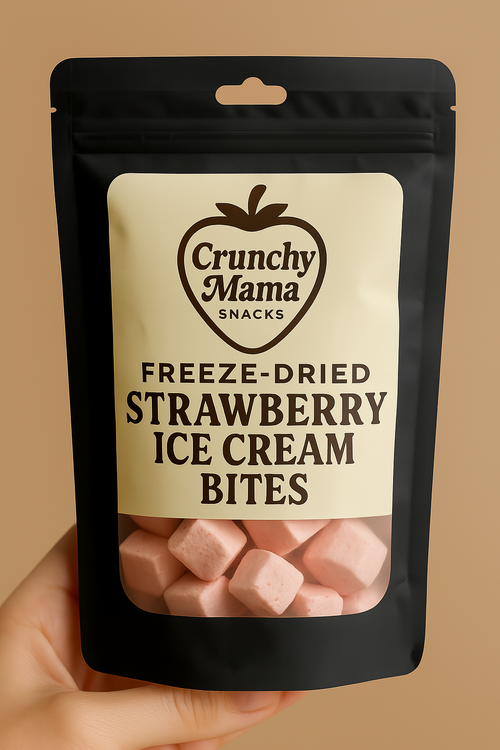 Crunchy
Mama
SNACKS
FREEZE-DRIED
STRAWBERRY
ICE CREAM
BITES